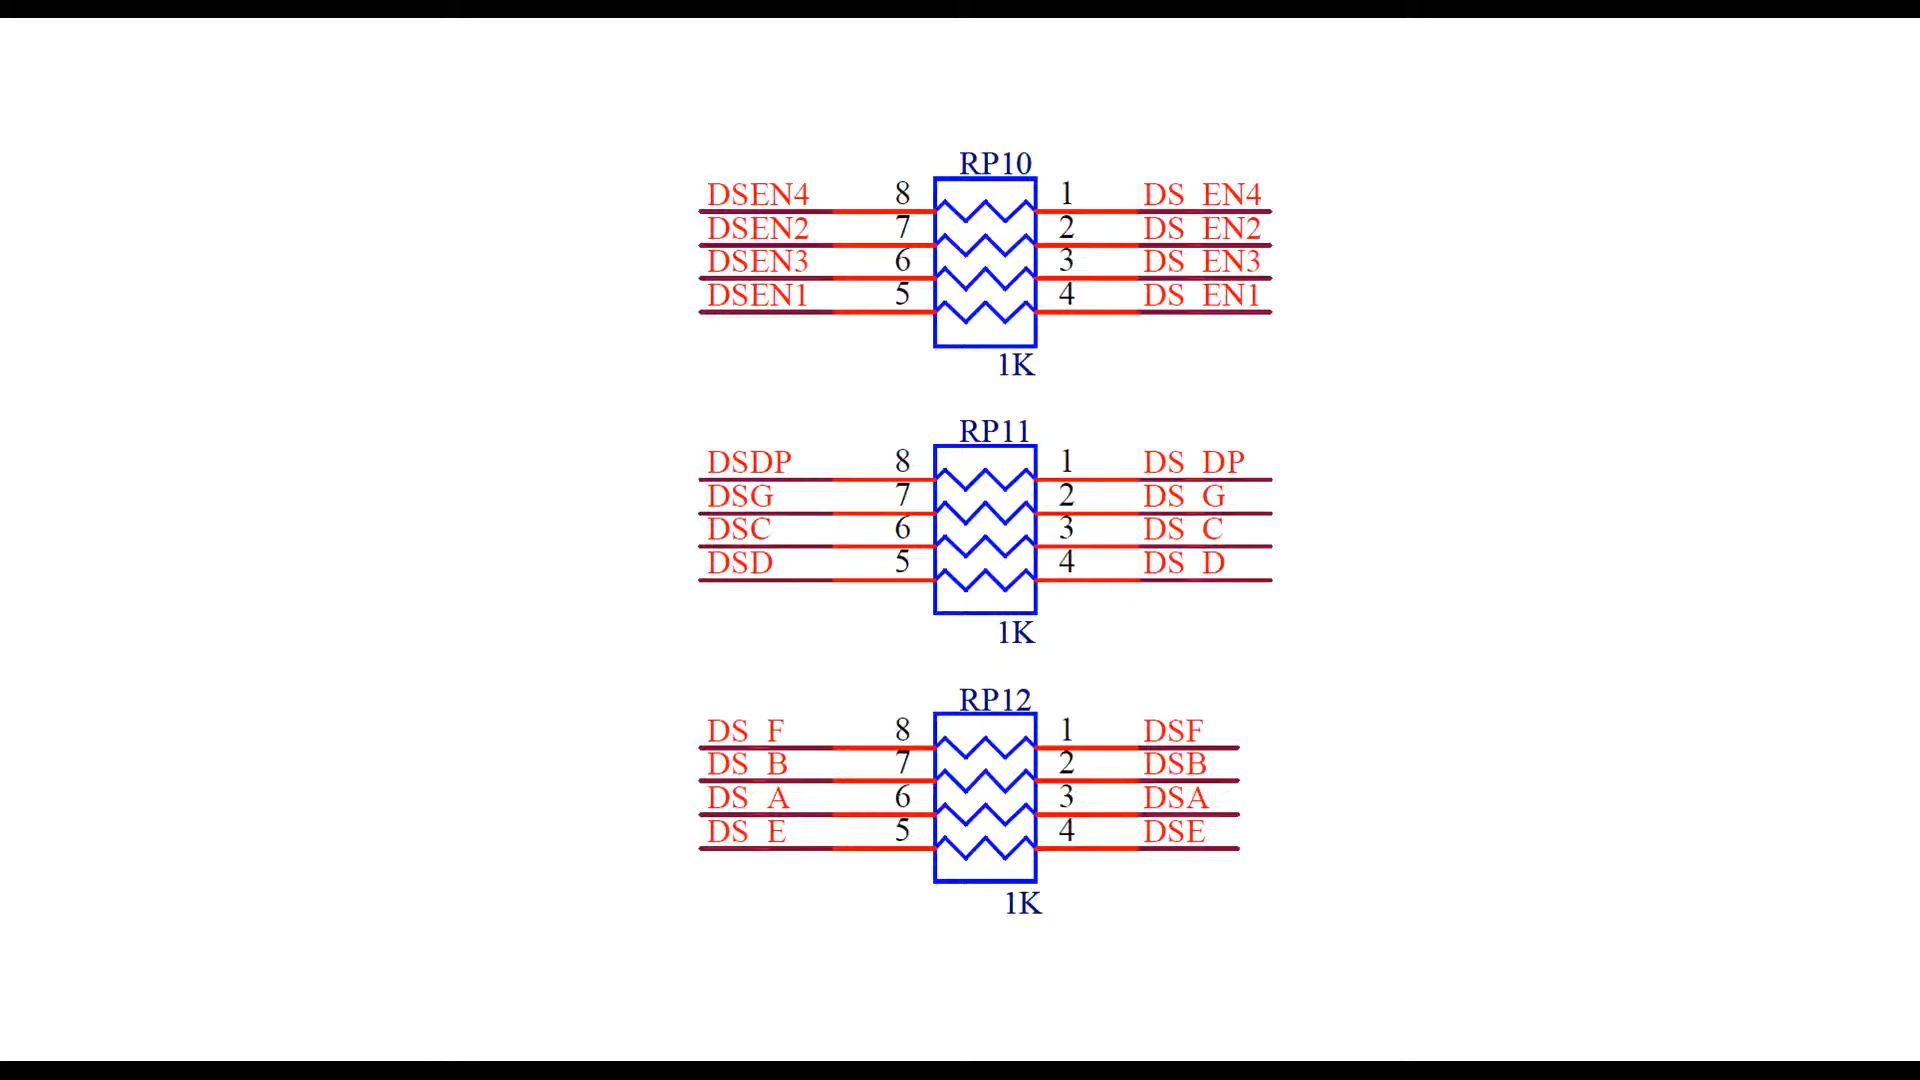 RP10
DSEN4 8 1 DS EN4
DSEN2 7 2 DS EN2
DSEN3 6 3 DS EN3
DSEN1 5 4 DS EN1
1K
RP11
DSDP 8 1 DS DP
DSG 7 2 DS G
DSC 6 3 DS C
DSD 5 4 DS D
1K
RP12
DS F 8 1 DSF
DS B 7 2 DSB
DS A 6 3 DSA
DS E 5 4 DSE
1K